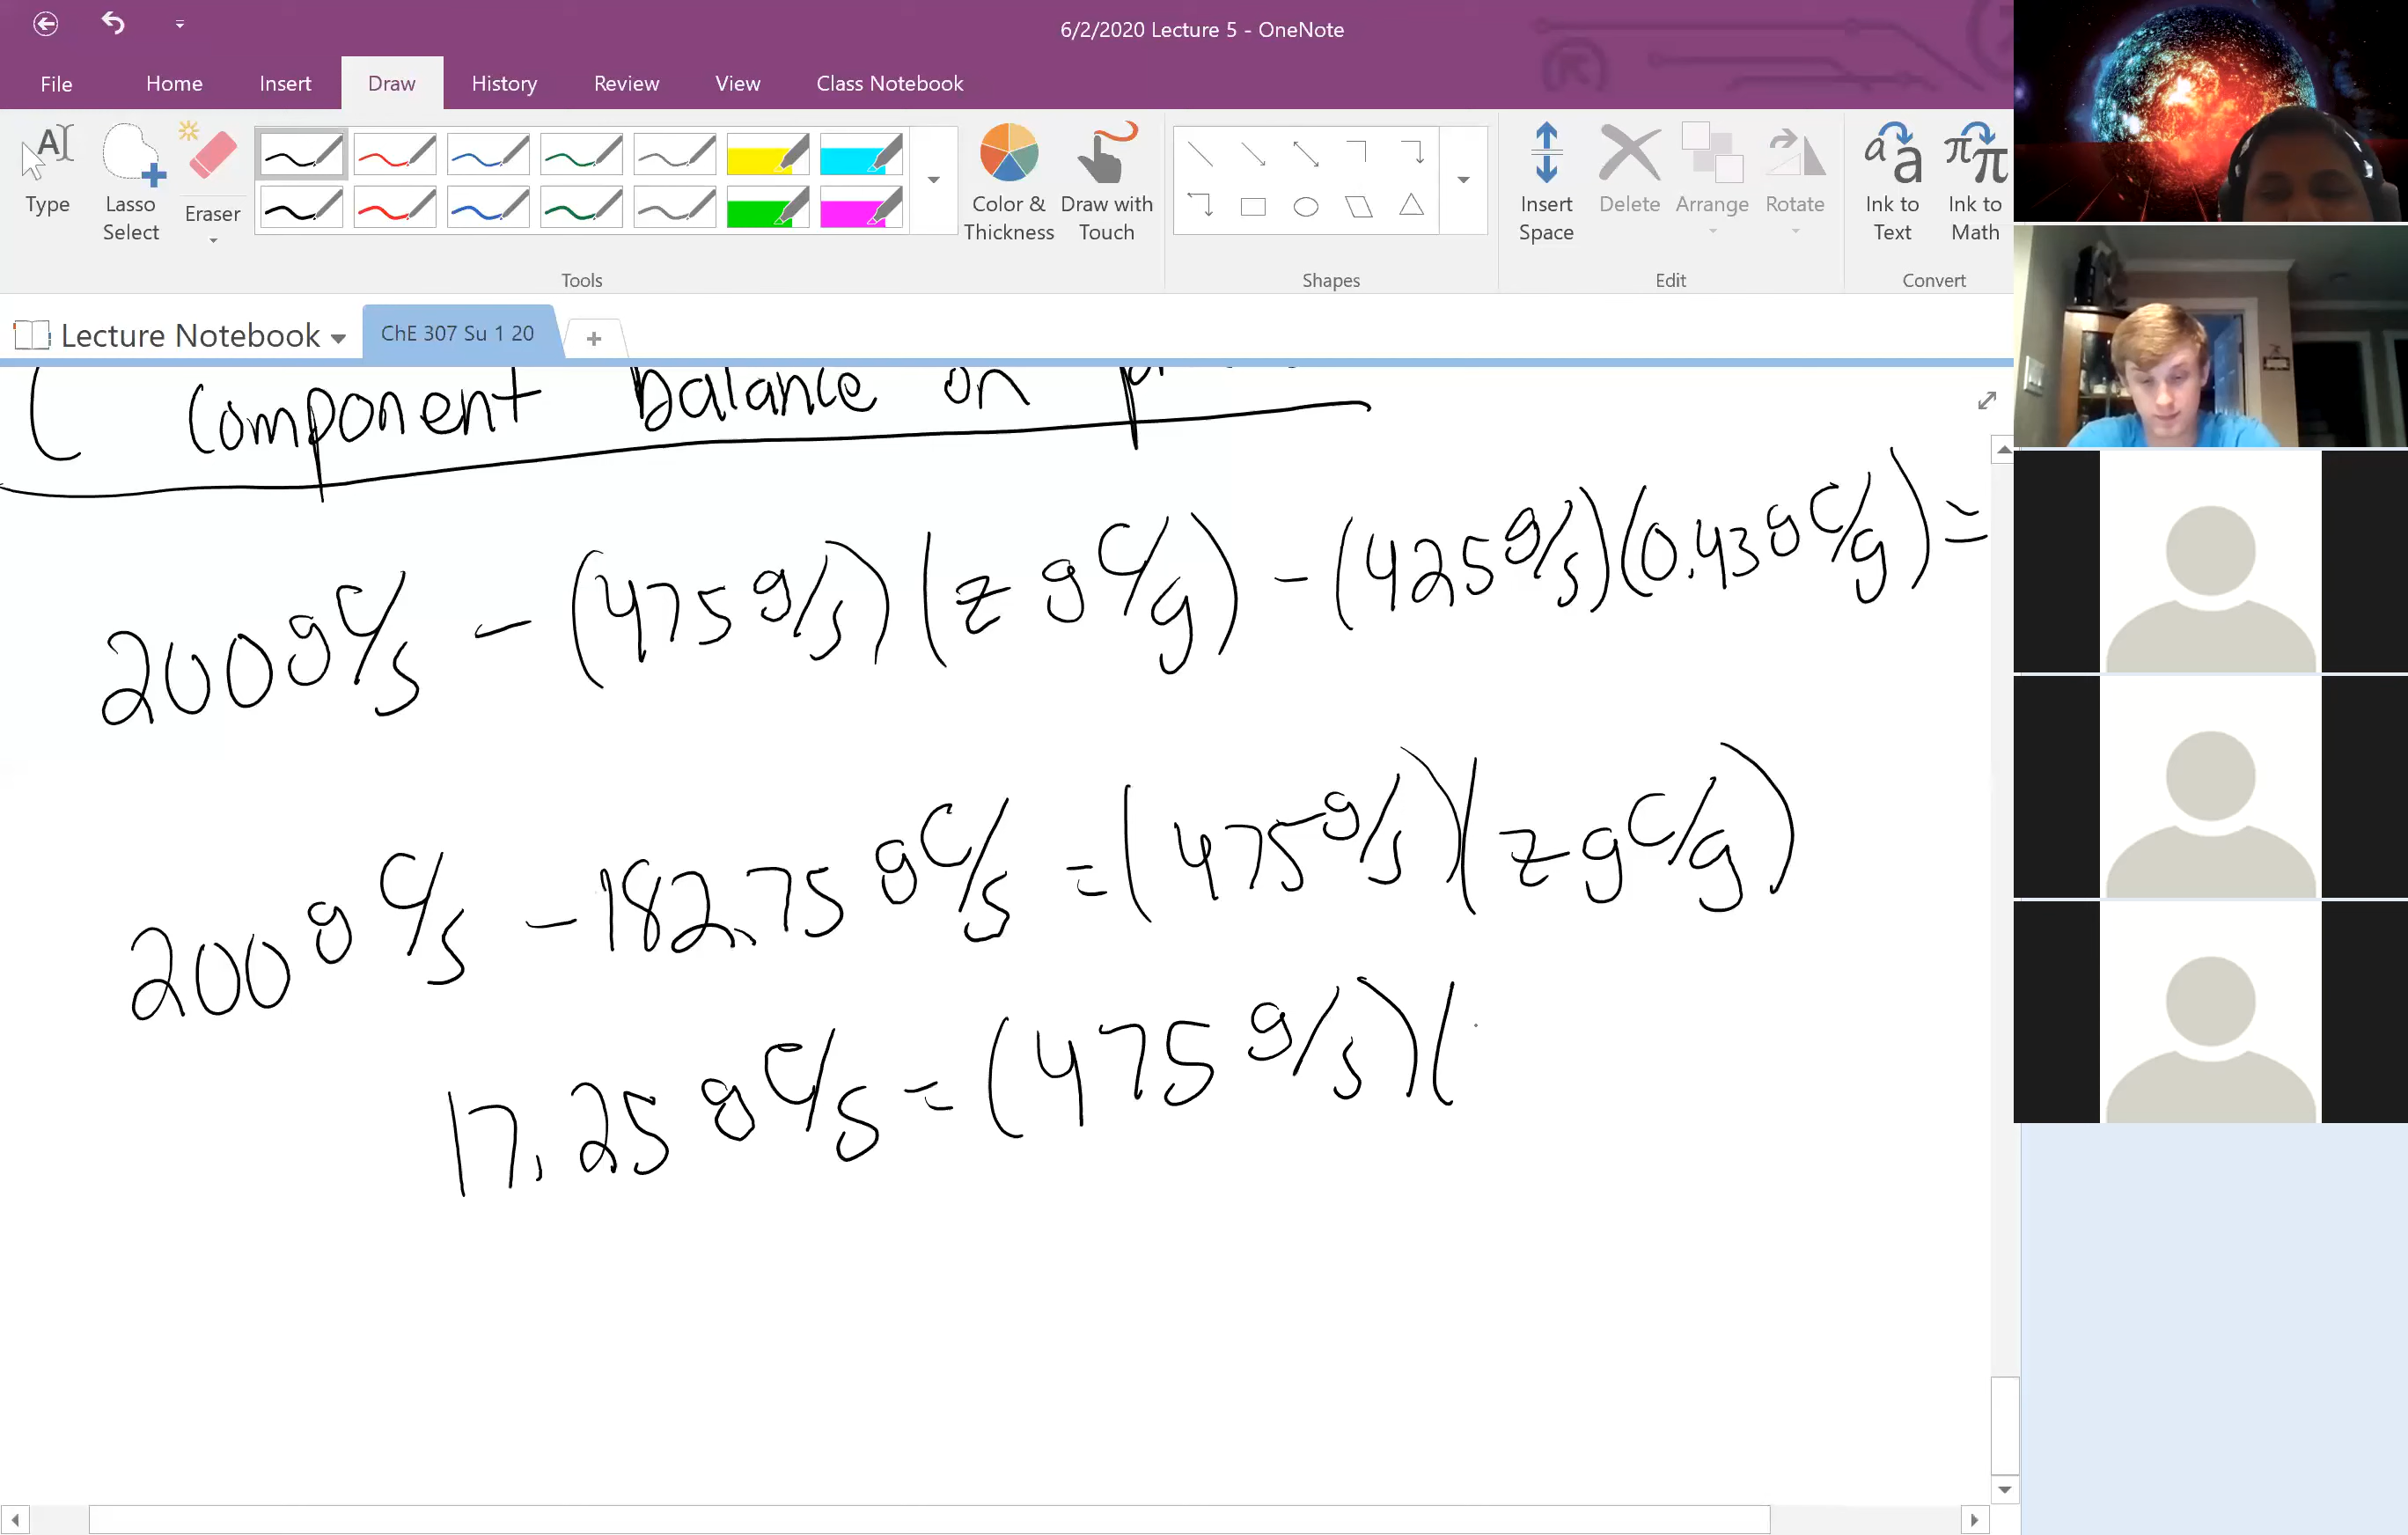 6/2/2020 Lecture 5 - OneNote
File Home Insert Draw History Review View Class Notebook
Type
Lasso Select
Eraser
Color & Thickness
Draw with Touch
Insert Space
Delete
Arrange
Rotate
Ink to Text
Ink to Math
Tools Shapes Edit Convert
Lecture Notebook
ChE 307 Su 1 20
C Component balance on
200 g C/s - (475 g/s)(z g C/g) - (425 g/s)(0.43 g C/g) =
200 g C/s - 182.75 g C/s = (475 g/s)(z g C/g)
17.25 g C/s = (475 g/s)(